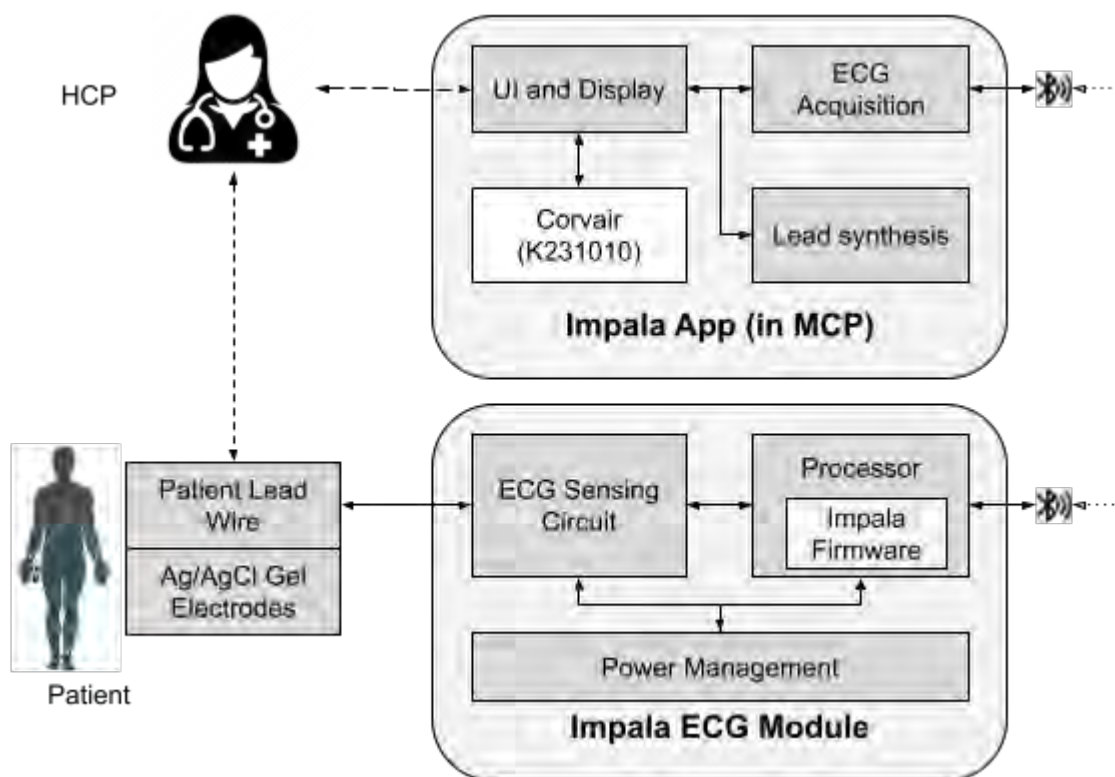 HCP
UI and Display
ECG
Acquisition
Corvair
(K231010)
Lead synthesis
Impala App (in MCP)
Patient Lead
Wire
Ag/AgCl Gel
Electrodes
Patient
ECG Sensing
Circuit
Processor
Impala
Firmware
Power Management
Impala ECG Module